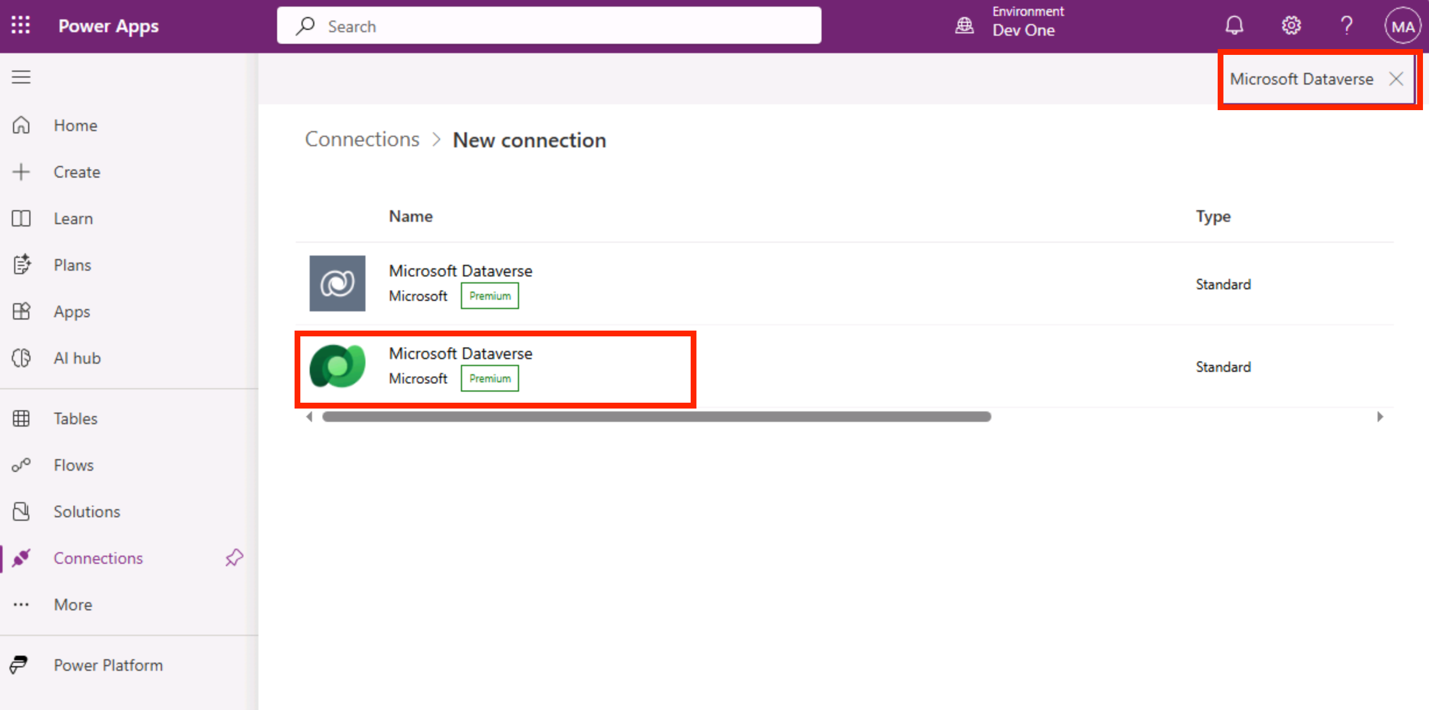 Power Apps
Search
Environment
Dev One
MA
Microsoft Dataverse
Home
Create
Learn
Plans
Apps
AI hub
Tables
Flows
Solutions
Connections
More
Power Platform
Connections > New connection
Name Type
Microsoft Dataverse
Microsoft Premium
Standard
Microsoft Dataverse
Microsoft Premium
Standard